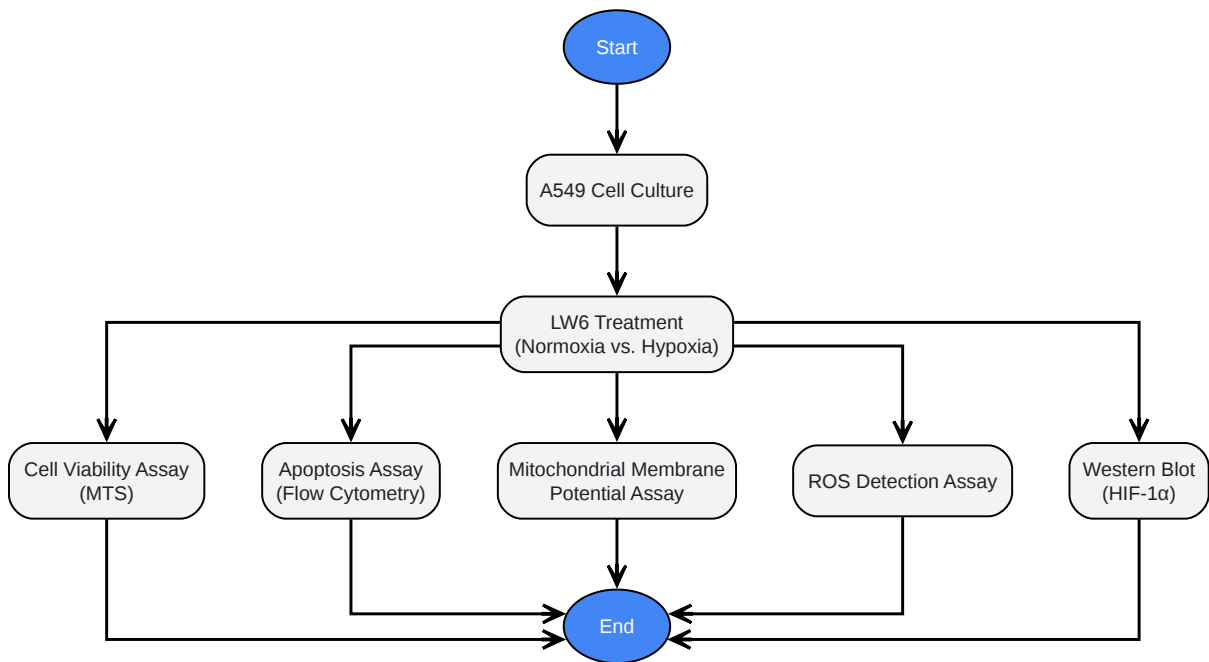 Start
A549 Cell Culture
LW6 Treatment
(Normoxia vs. Hypoxia)
Cell Viability Assay
(MTS)
Apoptosis Assay
(Flow Cytometry)
Mitochondrial Membrane
Potential Assay
ROS Detection Assay
Western Blot
(HIF-1α)
End